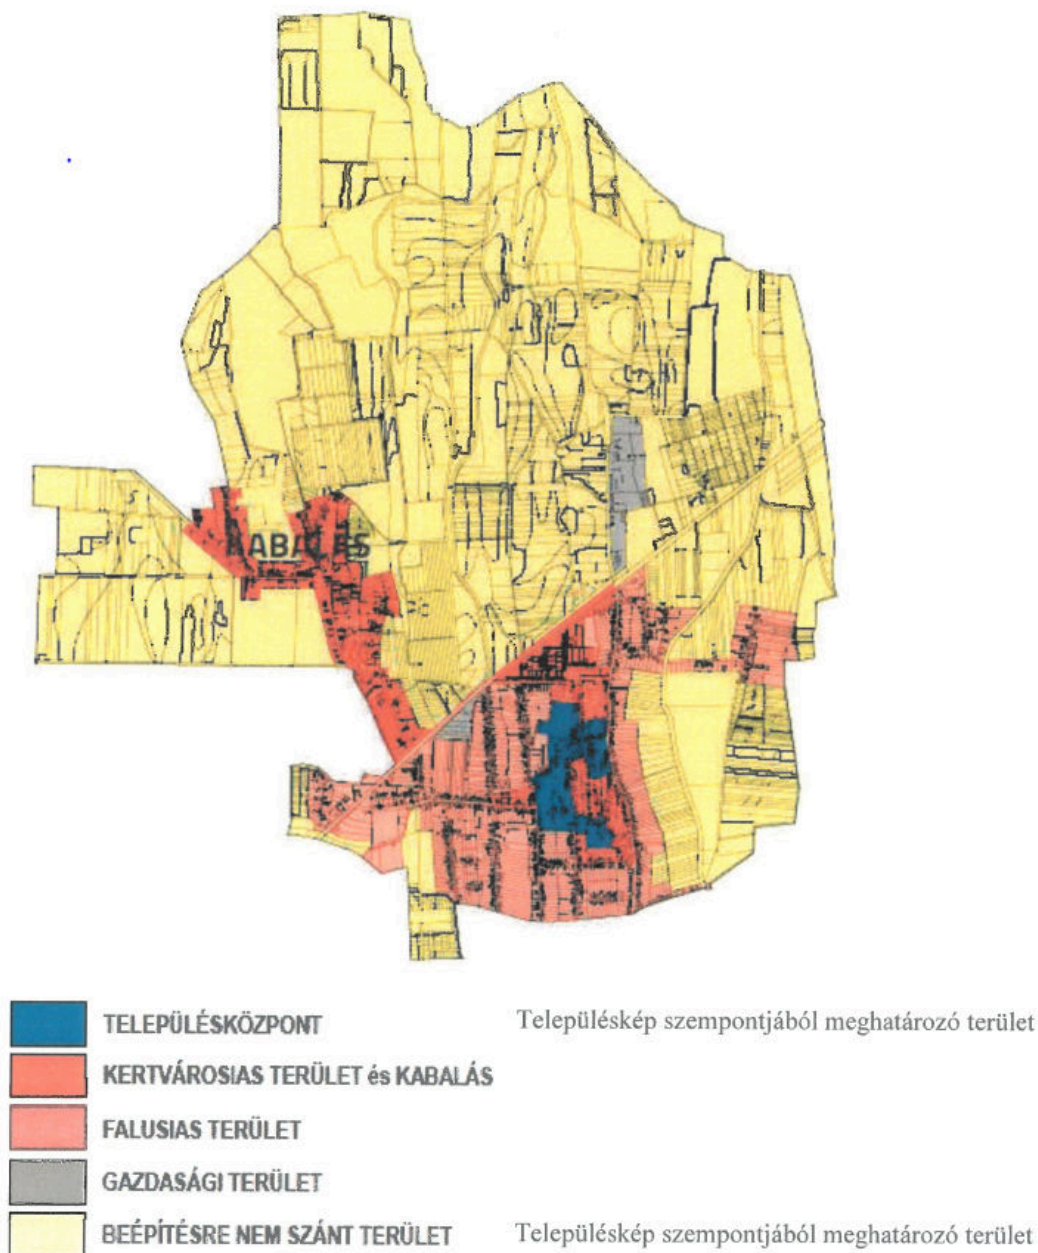 KABALÁS
TELEPÜLÉSKÖZPONT Településkép szempontjából meghatározó terület
KERTVÁROSIAS TERÜLET és KABALÁS
FALUSIAS TERÜLET
GAZDASÁGI TERÜLET
BEÉPÍTÉSRE NEM SZÁNT TERÜLET Településkép szempontjából meghatározó terület